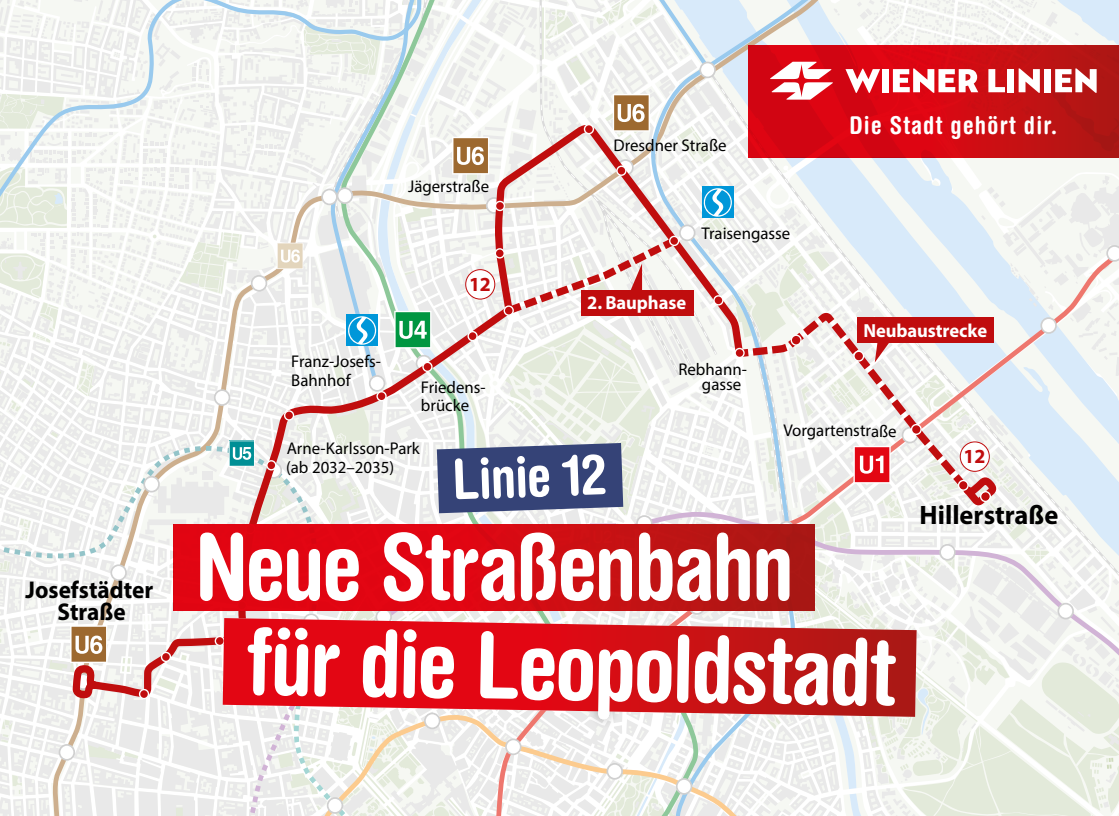 WIENER LINIEN
Die Stadt gehört dir.
U6
Dresdner Straße
U6
Jägerstraße
Traisengasse
U6
12
2. Bauphase
U4
Neubaustrecke
Franz-Josefs-
Bahnhof
Friedens-
brücke
Rebhann-
gasse
Vorgartenstraße
U5
Arne-Karlsson-Park
(ab 2032–2035)
U1
12
Hillerstraße
Linie 12
Neue Straßenbahn
für die Leopoldstadt
Josefstädter
Straße
U6